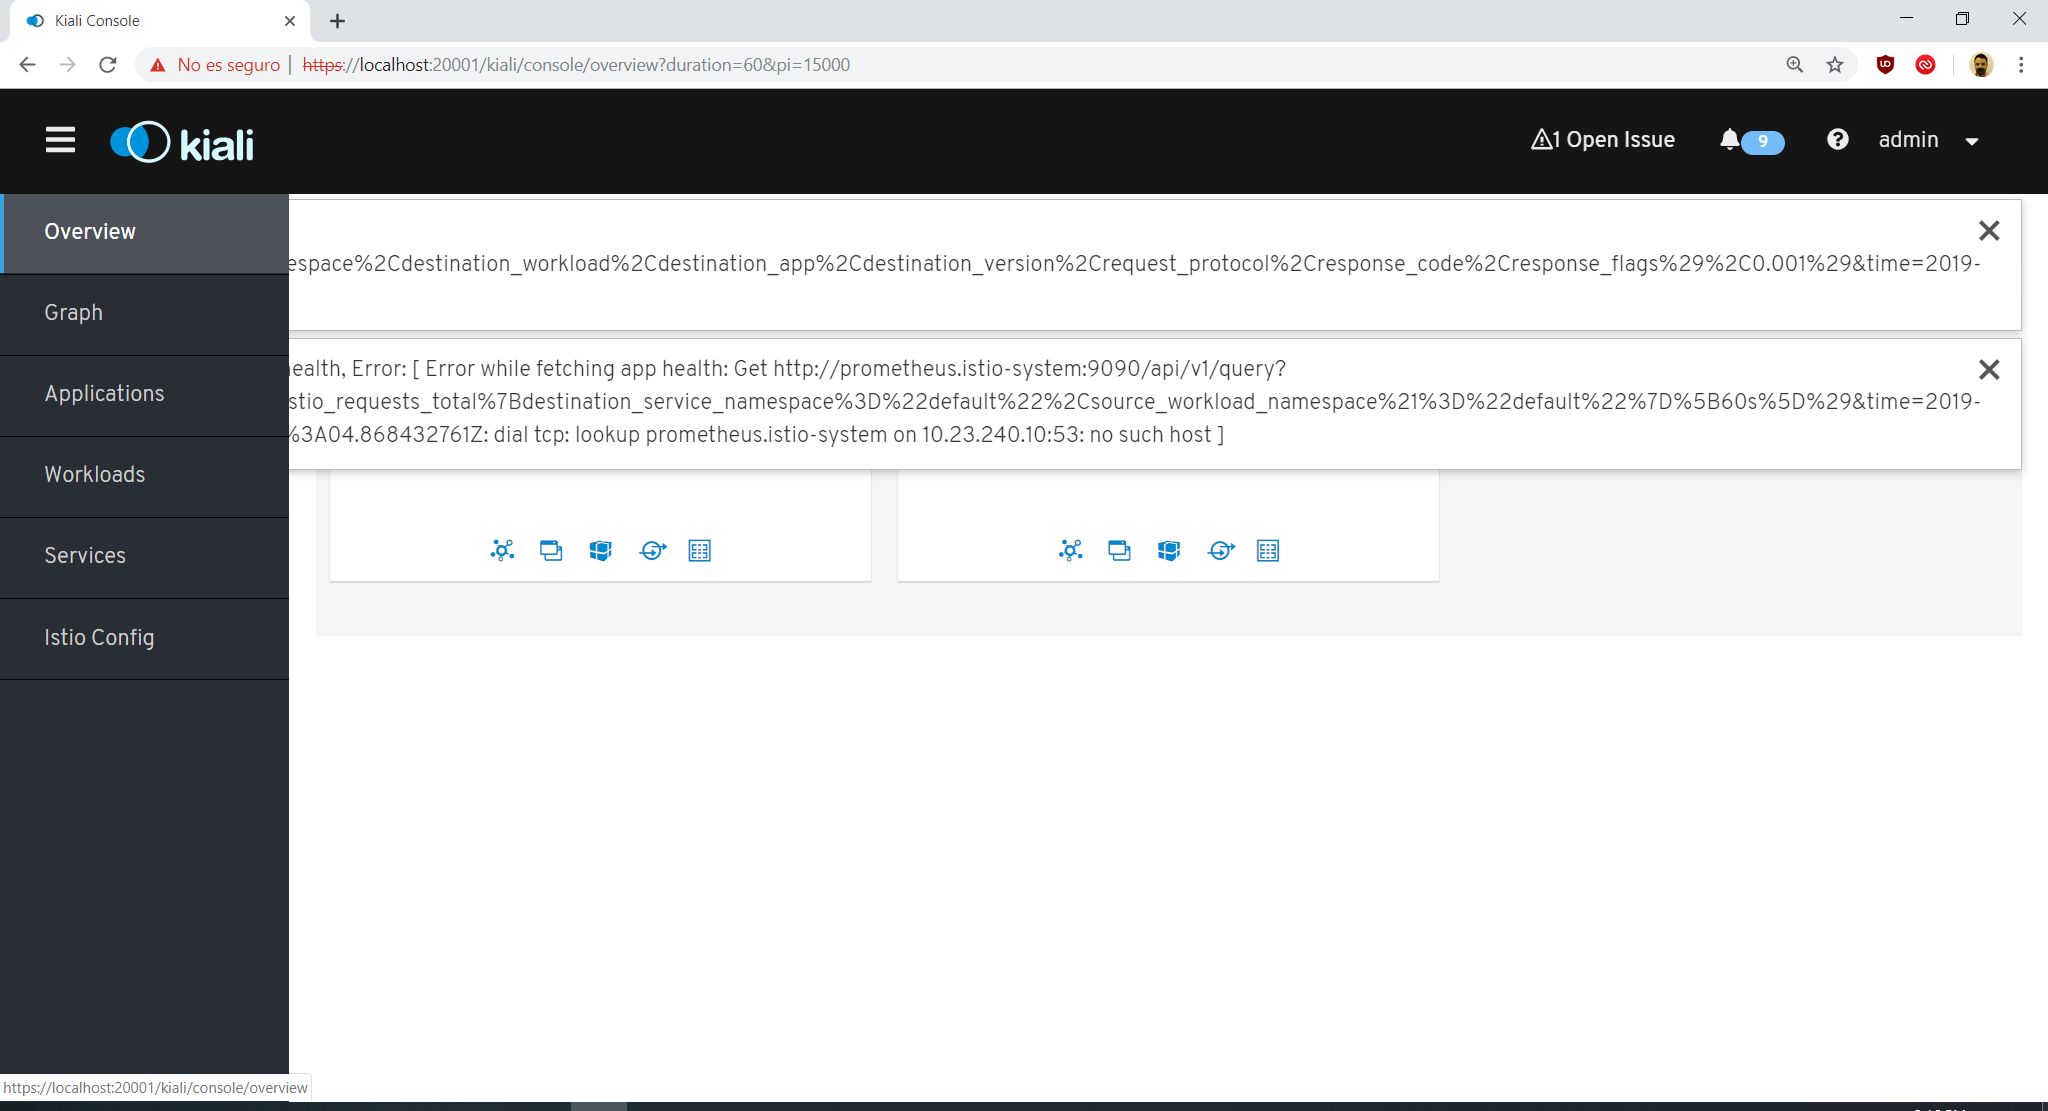 Kiali Console
No es seguro | https://localhost:20001/kiali/console/overview?duration=60&pi=15000
kiali
1 Open Issue
9
admin
Overview
Graph
Applications
Workloads
Services
Istio Config
espace%2Cdestination_workload%2Cdestination_app%2Cdestination_version%2Crequest_protocol%2Cresponse_code%2Cresponse_flags%29%2C0.001%29&time=2019-
ealth, Error: [ Error while fetching app health: Get http://prometheus.istio-system:9090/api/v1/query?
stio_requests_total%7Bdestination_service_namespace%3D%22default%22%2Csource_workload_namespace%21%3D%22default%22%7D%5B60s%5D%29&time=2019-
%3A04.868432761Z: dial tcp: lookup prometheus.istio-system on 10.23.240.10:53: no such host ]
https://localhost:20001/kiali/console/overview